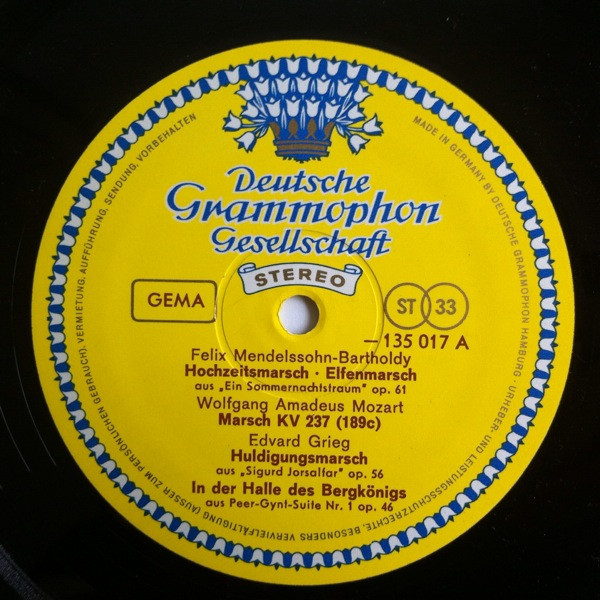 Deutsche
Grammophon
Gesellschaft
STEREO
GEMA
ST 33
135 017 A
Felix Mendelssohn-Bartholdy
Hochzeitsmarsch · Elfenmarsch
aus „Ein Sommernachtstraum" op. 61
Wolfgang Amadeus Mozart
Marsch KV 237 (189c)
Edvard Grieg
Huldigungsmarsch
aus „Sigurd Jorsalfar" op. 56
In der Halle des Bergkönigs
aus Peer-Gynt-Suite Nr. 1 op. 46
MADE IN GERMANY BY DEUTSCHE GRAMMOPHON HAMBURG · URHEBER- UND LEISTUNGSSCHUTZRECHTE, BESONDERS VERVIELFÄLTIGUNG (AUSSER ZUM PERSÖNLICHEN GEBRAUCH), VERMIETUNG, AUFFÜHRUNG, SENDUNG, VORBEHALTEN